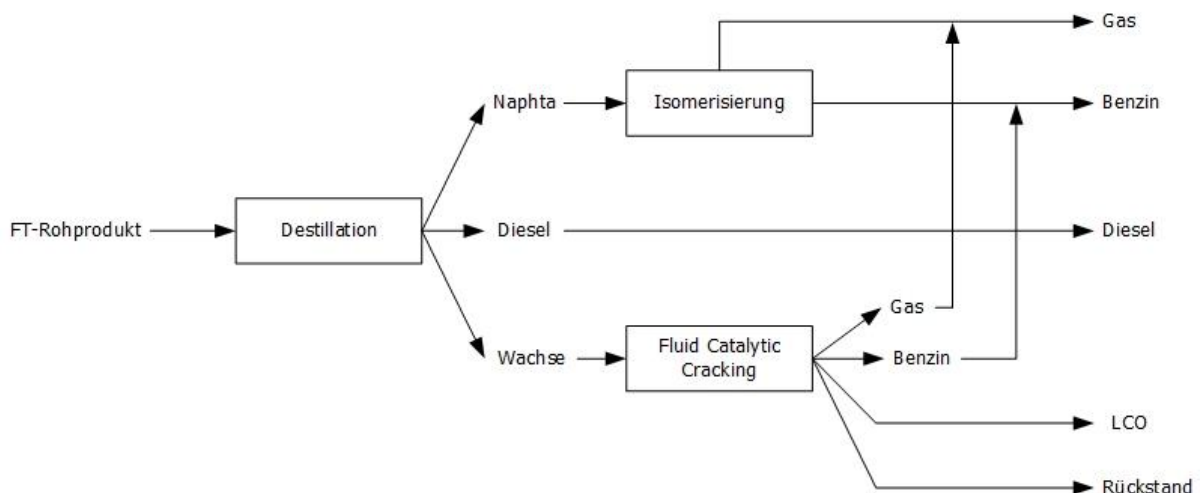 Gas
Naphta
Isomerisierung
Benzin
FT-Rohprodukt
Destillation
Diesel
Diesel
Gas
Wachse
Fluid Catalytic
Cracking
Benzin
LCO
Rückstand